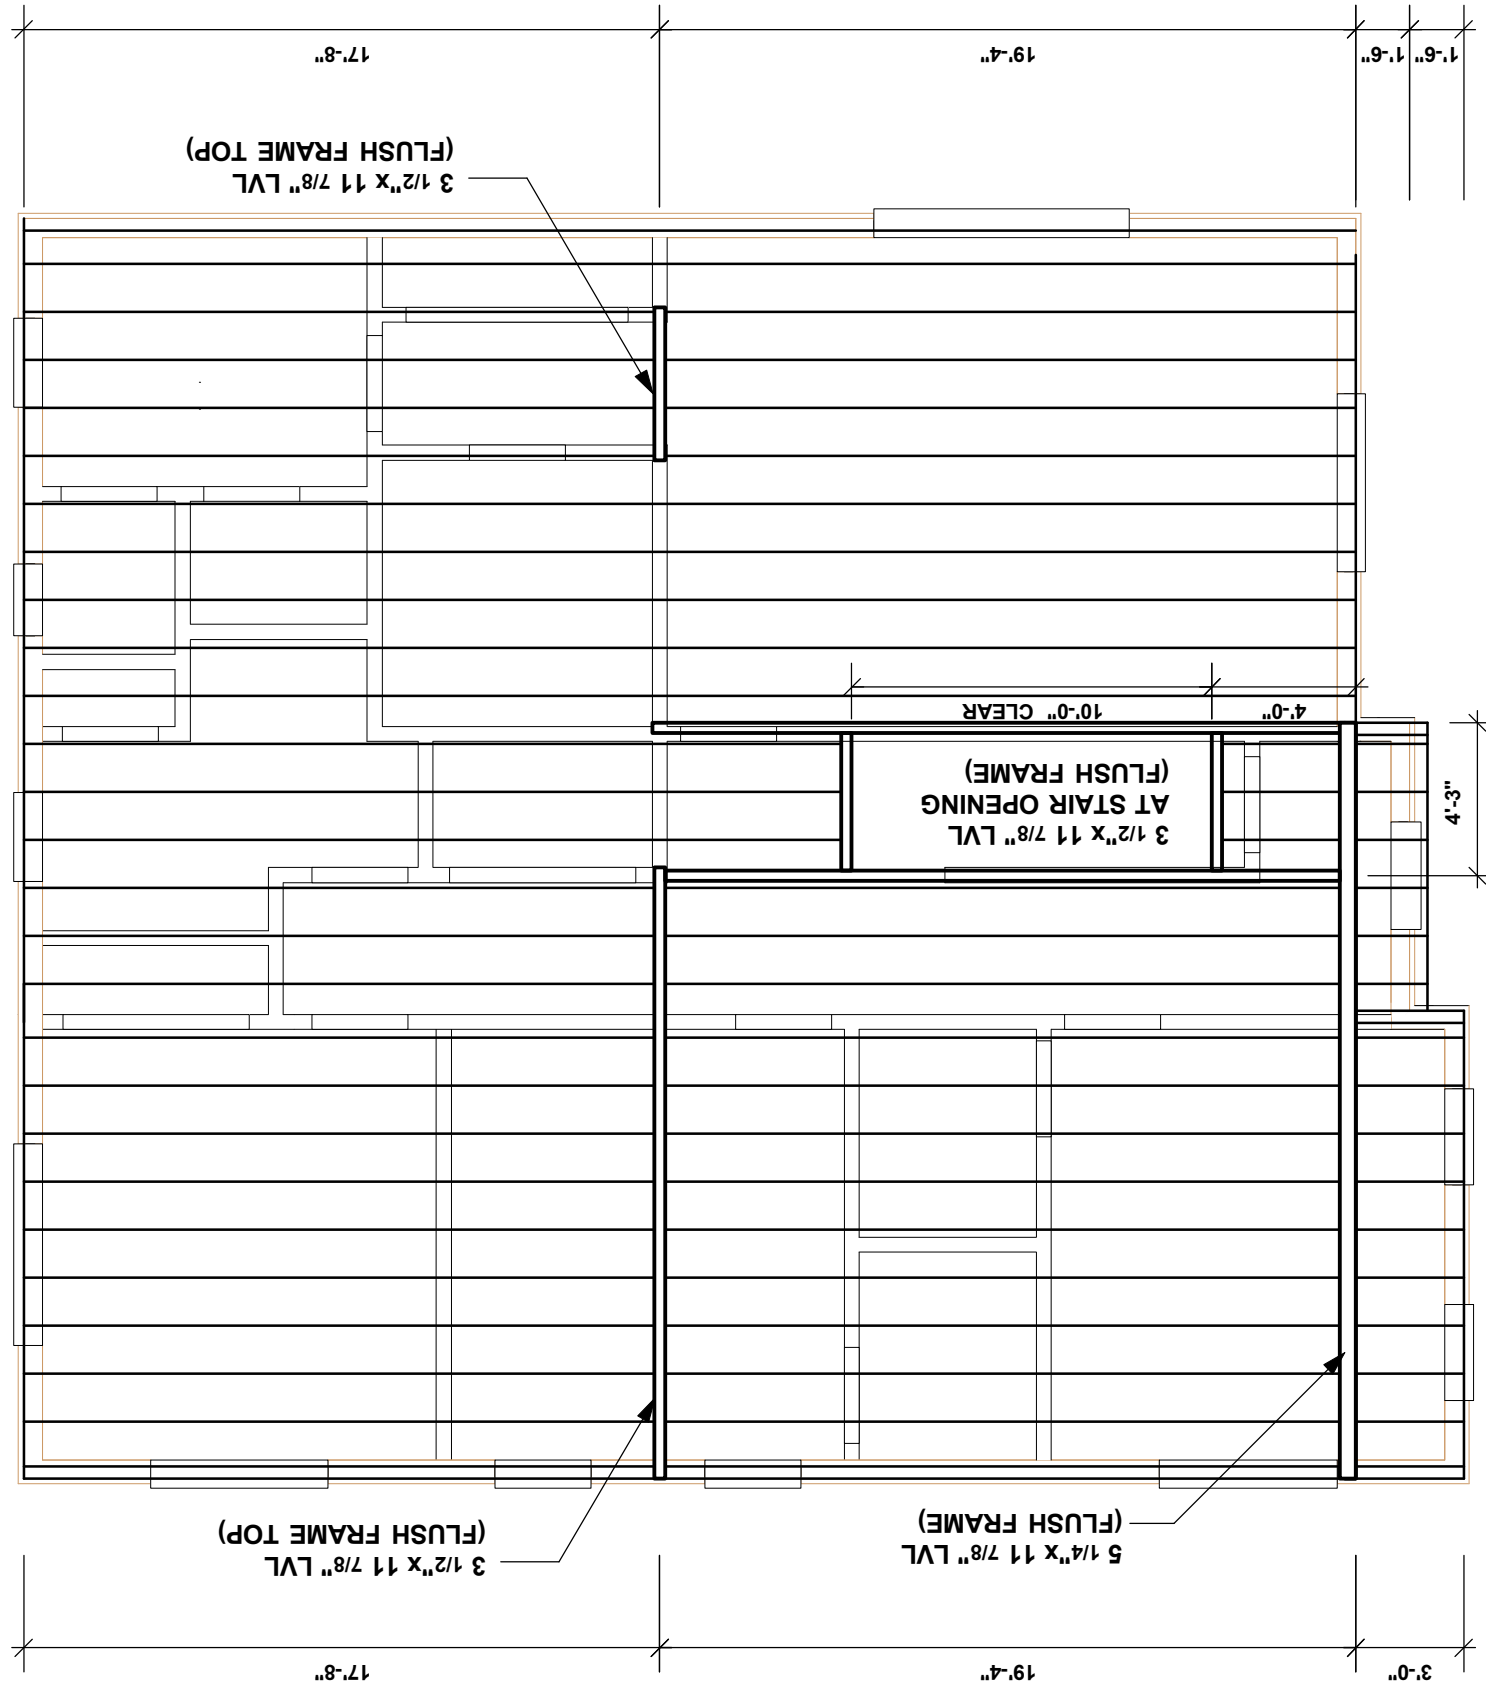 3'-0"
19'-4"
17'-8"
5 1/4"x 11 7/8" LVL
(FLUSH FRAME)
3 1/2"x 11 7/8" LVL
(FLUSH FRAME TOP)
4'-3"
3 1/2"x 11 7/8" LVL
AT STAIR OPENING
(FLUSH FRAME)
4'-0"
10'-0" CLEAR
3 1/2"x 11 7/8" LVL
(FLUSH FRAME TOP)
1'-6"
1'-6"
19'-4"
17'-8"